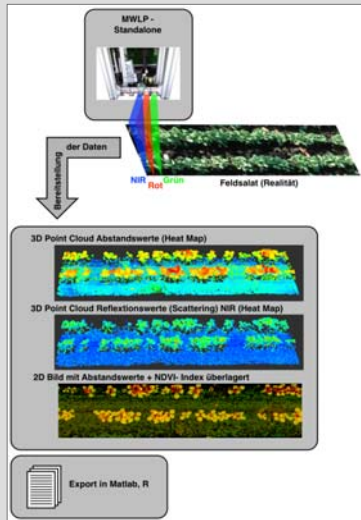 MWLP -
Standalone
der Daten
Bereitstellung
NIR
Rot
Grün
Feldsalat (Realität)
3D Point Cloud Abstandswerte (Heat Map)
3D Point Cloud Reflextionswerte (Scattering) NIR (Heat Map)
2D Bild mit Abstandswerte + NDVI- Index überlagert
Export in Matlab, R